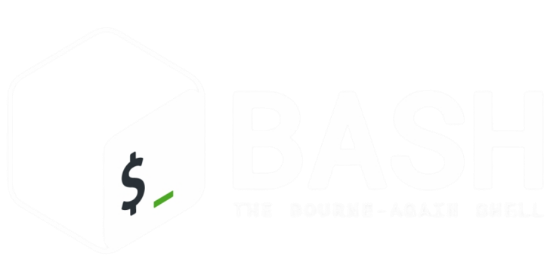 $_
BASH
THE BOURNE-AGAIN SHELL